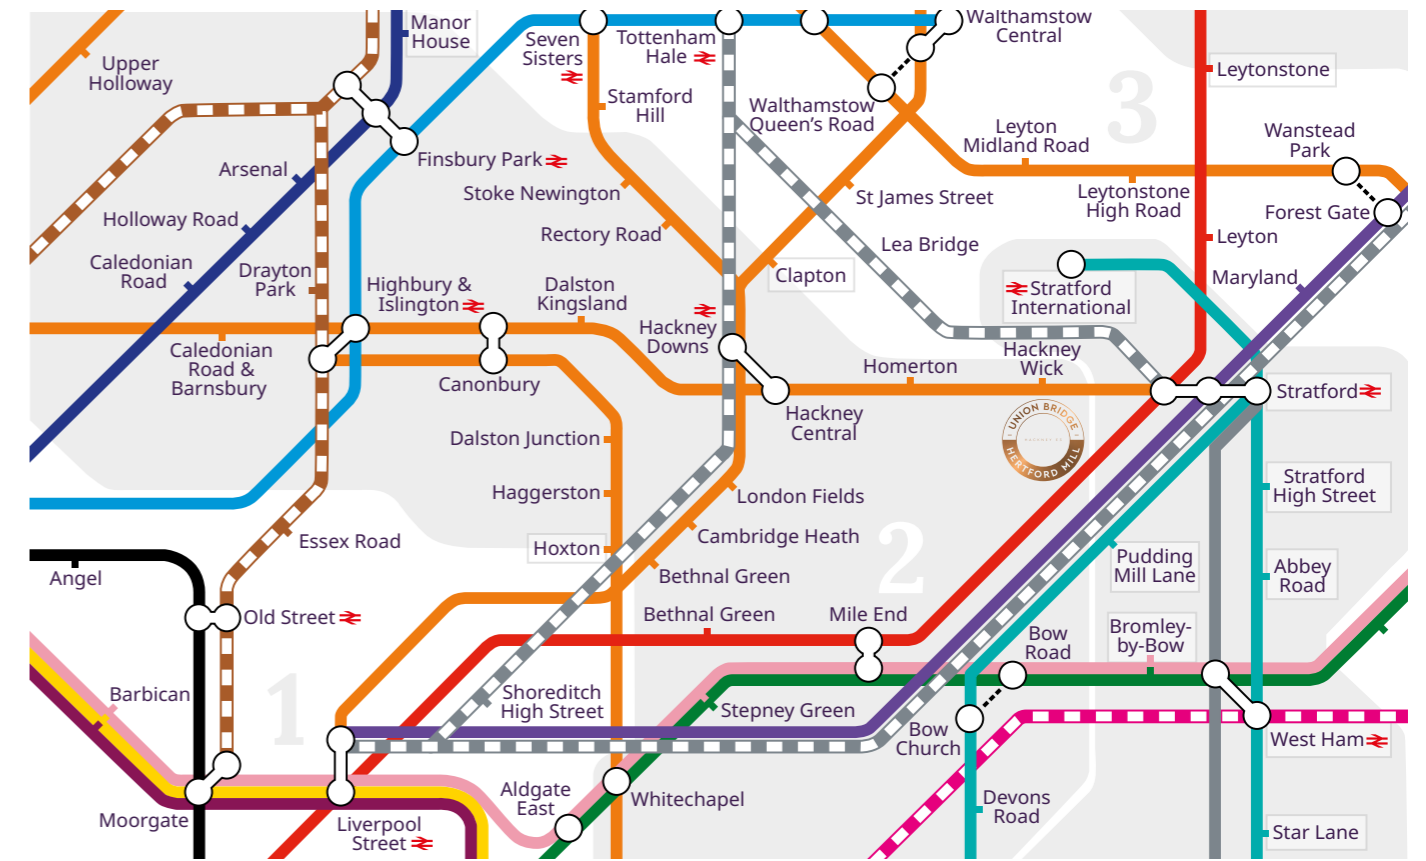 Manor
House
Upper
Holloway
Seven
Sisters
Tottenham
Hale
Walthamstow
Central
Leytonstone
3
Stamford
Hill
Walthamstow
Queen's Road
Leyton
Midland Road
Wanstead
Park
Arsenal
Finsbury Park
Stoke Newington
St James Street
Leytonstone
High Road
Forest Gate
Holloway Road
Rectory Road
Lea Bridge
Leyton
Caledonian
Road
Drayton
Park
Highbury &
Islington
Dalston
Kingsland
Clapton
Stratford
International
Maryland
Hackney
Downs
Caledonian
Road &
Barnsbury
Canonbury
Homerton
Hackney
Wick
Stratford
Hackney
Central
UNION BRIDGE
HERTFORD MILL
Dalston Junction
Haggerston
London Fields
Stratford
High Street
Essex Road
Hoxton
Cambridge Heath
2
Angel
Bethnal Green
Pudding
Mill Lane
Abbey
Road
Old Street
Bethnal Green
Mile End
Bow
Road
Bromley-
by-Bow
Barbican
1
Shoreditch
High Street
Stepney Green
Bow
Church
West Ham
Moorgate
Liverpool
Street
Aldgate
East
Whitechapel
Devons
Road
Star Lane